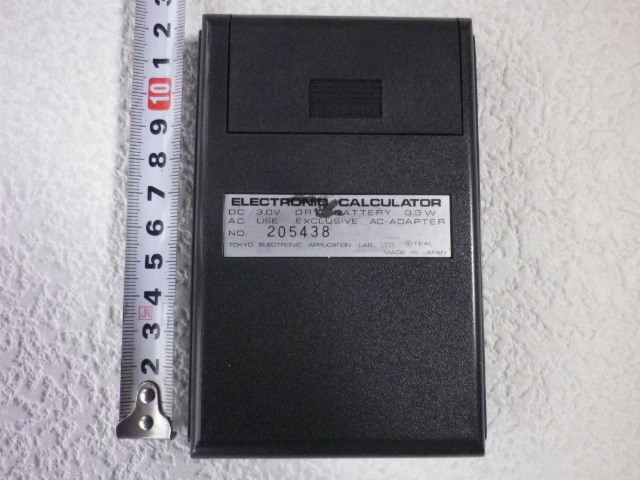 3
2
1
10
9
8
7
6
5
4
3
2
ELECTRONIC CALCULATOR
DC 3.0V DRY BATTERY 0.3W
AC USE EXCLUSIVE AC-ADAPTER
NO. 205438
TOKYO ELECTRONIC APPLICATION LAB., LTD. TEAL
MADE IN JAPAN